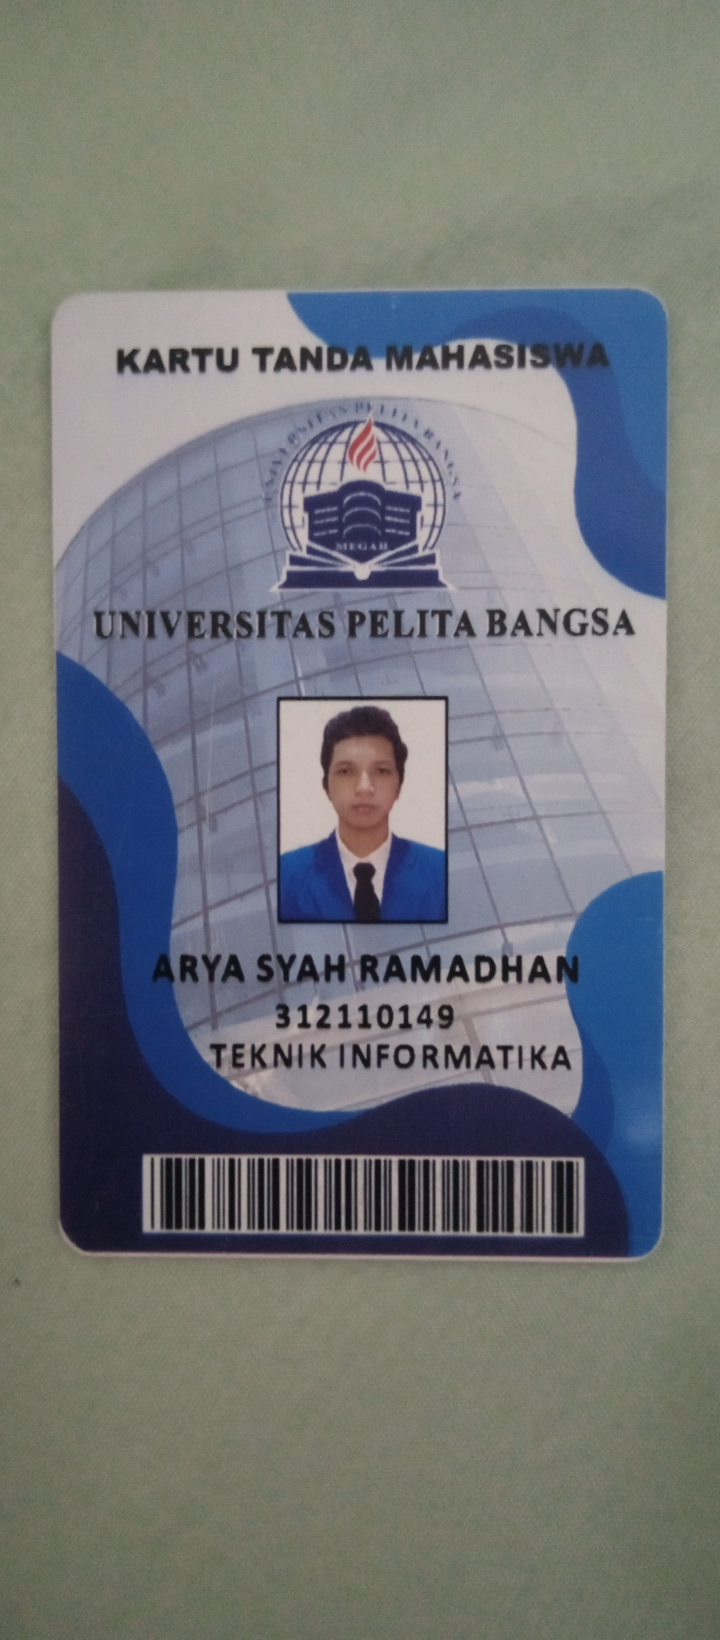 KARTU TANDA MAHASISWA
UNIVERSITAS PELITA BANGSA
MEGAH
UNIVERSITAS PELITA BANGSA
ARYA SYAH RAMADHAN
312110149
TEKNIK INFORMATIKA